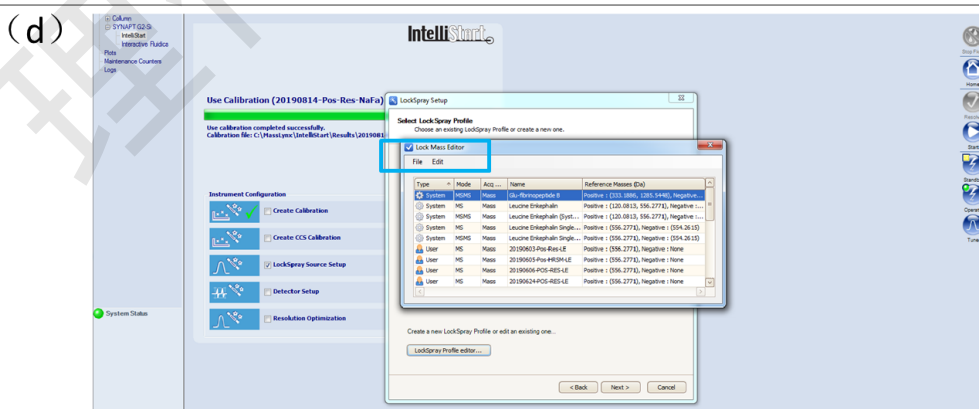 (d)
Column
SYNAPT G2-Si
IntelliStart
Interactive Fluidics
Plots
Maintenance Counters
Logs
System Status
IntelliStart
Use Calibration (20190814-Pos-Res-NaFa)
Use calibration completed successfully.
Calibration file: C:\MassLynx\IntelliStart\Results\201908
Instrument Configuration
Create Calibration
Create CCS Calibration
LockSpray Source Setup
Detector Setup
Resolution Optimization
LockSpray Setup
Select LockSpray Profile
Choose an existing LockSpray Profile or create a new one.
Lock Mass Editor
File Edit
Type Mode Acq ... Name Reference Masses (Da)
System MSMS Mass Glu-fibrinopeptide B Positive : (333.1886, 1285.5448), Negative...
System MS Mass Leucine Enkephalin Positive : (120.0813, 556.2771), Negative :...
System MSMS Mass Leucine Enkephalin (Syst... Positive : (120.0813, 556.2771), Negative :...
System MS Mass Leucine Enkephalin Single... Positive : (556.2771), Negative : (554.2615)
System MSMS Mass Leucine Enkephalin Single... Positive : (556.2771), Negative : (554.2615)
User MS Mass 20190603-Pos-Res-LE Positive : (556.2771), Negative : None
User MS Mass 20190605-Pos-HRSM-LE Positive : (556.2771), Negative : None
User MS Mass 20190606-POS-RES-LE Positive : (556.2771), Negative : None
User MS Mass 20190624-POS-RES-LE Positive : (556.2771), Negative : None
Create a new LockSpray Profile or edit an existing one...
LockSpray Profile editor...
< Back Next > Cancel
Home
Start
Tune
理